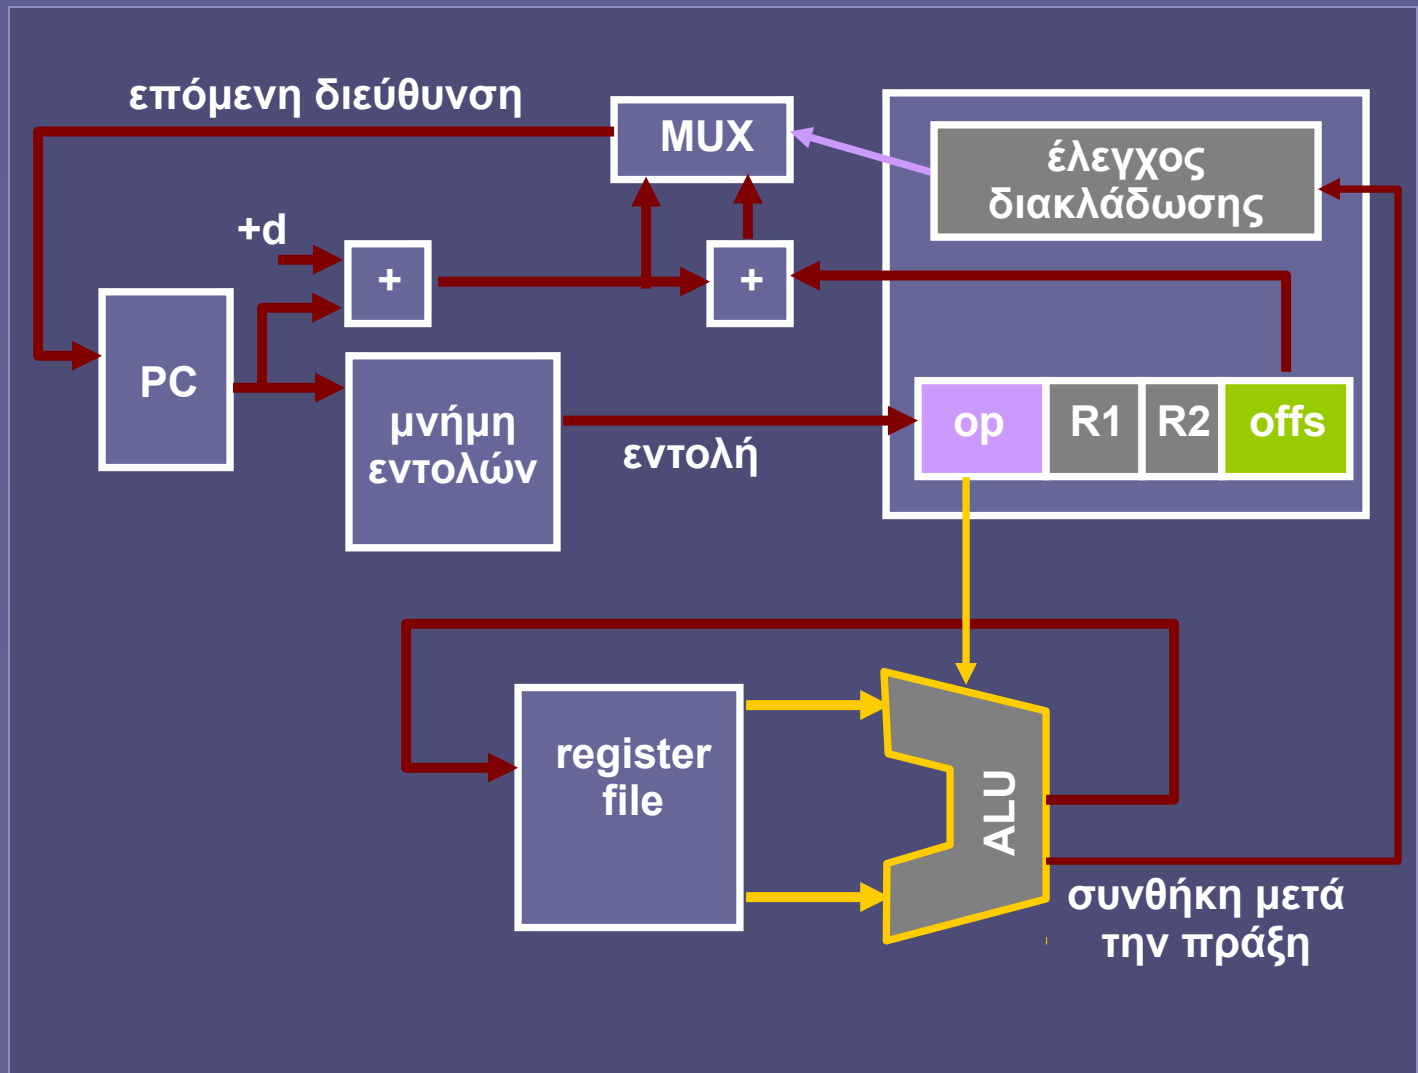 επόμενη διεύθυνση
MUX
έλεγχος
διακλάδωσης
+d
+
+
PC
μνήμη
εντολών
εντολή
op
R1
R2
offs
register
file
ALU
συνθήκη μετά
την πράξη